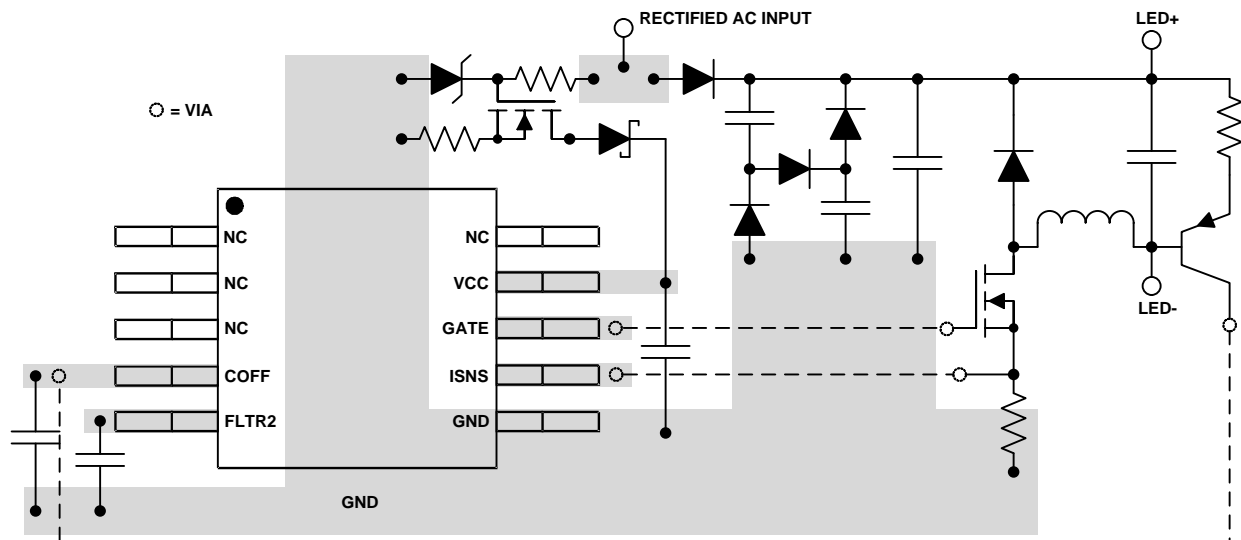 RECTIFIED AC INPUT
LED+
= VIA
NC
NC
NC
VCC
NC
GATE
COFF
ISNS
FLTR2
GND
LED-
GND